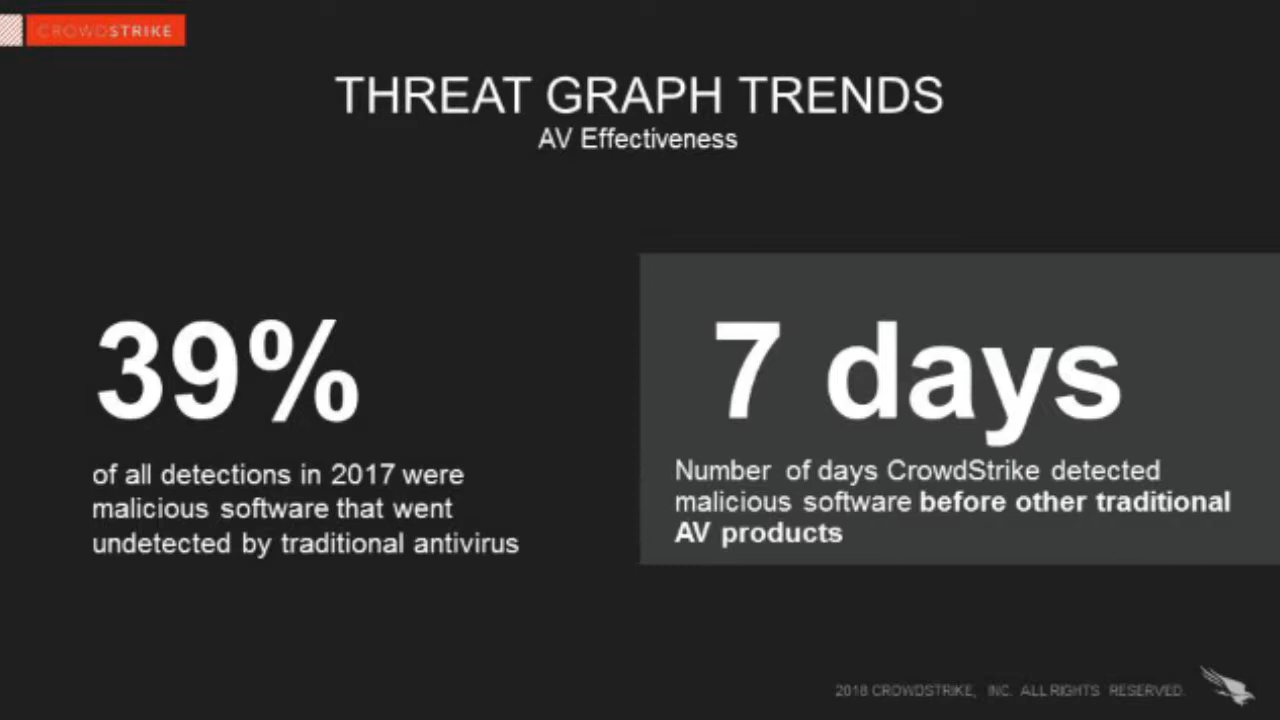 CROWDSTRIKE
THREAT GRAPH TRENDS
AV Effectiveness
39%
of all detections in 2017 were
malicious software that went
undetected by traditional antivirus
7 days
Number of days CrowdStrike detected
malicious software before other traditional
AV products
2018 CROWDSTRIKE, INC. ALL RIGHTS RESERVED.